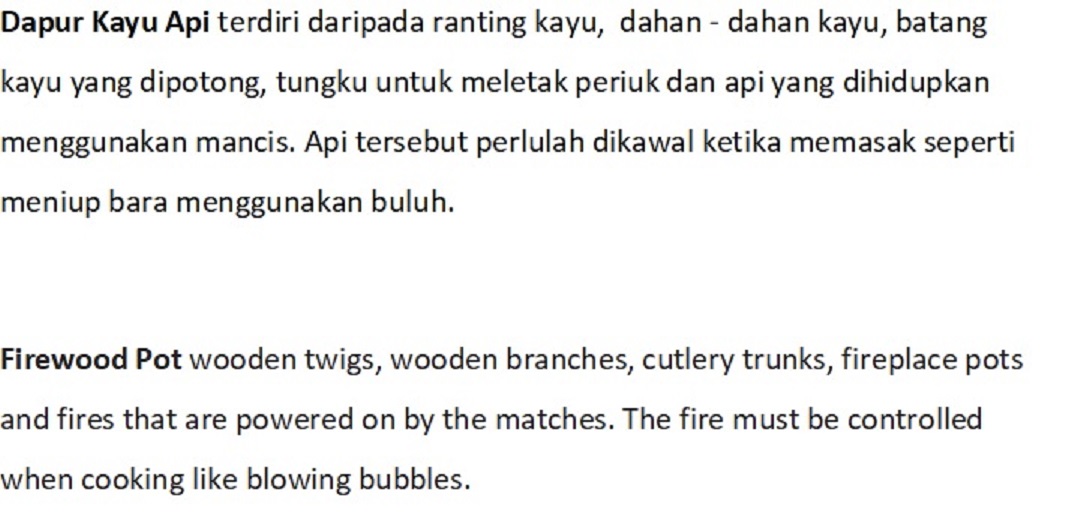 Dapur Kayu Api terdiri daripada ranting kayu,  dahan - dahan kayu, batang
kayu yang dipotong, tungku untuk meletak periuk dan api yang dihidupkan
menggunakan mancis. Api tersebut perlulah dikawal ketika memasak seperti
meniup bara menggunakan buluh.
Firewood Pot wooden twigs, wooden branches, cutlery trunks, fireplace pots
and fires that are powered on by the matches. The fire must be controlled
when cooking like blowing bubbles.